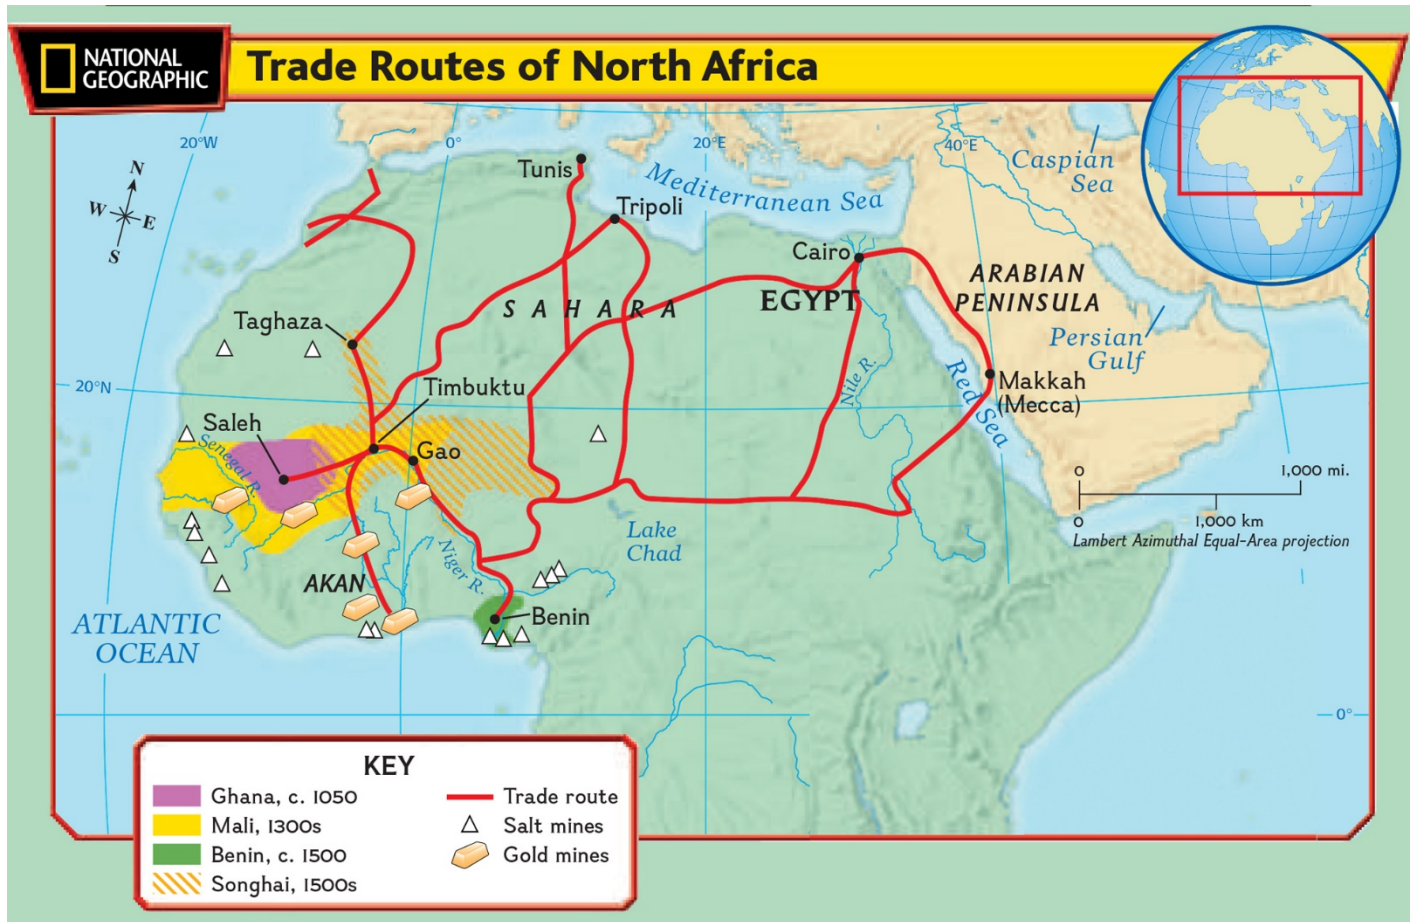 NATIONAL
GEOGRAPHIC
Trade Routes of North Africa
20°W
0°
20°E
40°E
Caspian
Sea
N
W
E
S
Tunis
Mediterranean Sea
Tripoli
Cairo
ARABIAN
PENINSULA
EGYPT
SAHARA
Taghaza
Persian
Gulf
20°N
Timbuktu
Nile R.
Red Sea
Makkah
(Mecca)
Saleh
Senegal R.
Gao
0
1,000 mi.
0
1,000 km
Lambert Azimuthal Equal-Area projection
Lake
Chad
Niger R.
AKAN
Benin
ATLANTIC
OCEAN
0°
KEY
Ghana, c. 1050
Mali, 1300s
Benin, c. 1500
Songhai, 1500s
Trade route
Salt mines
Gold mines